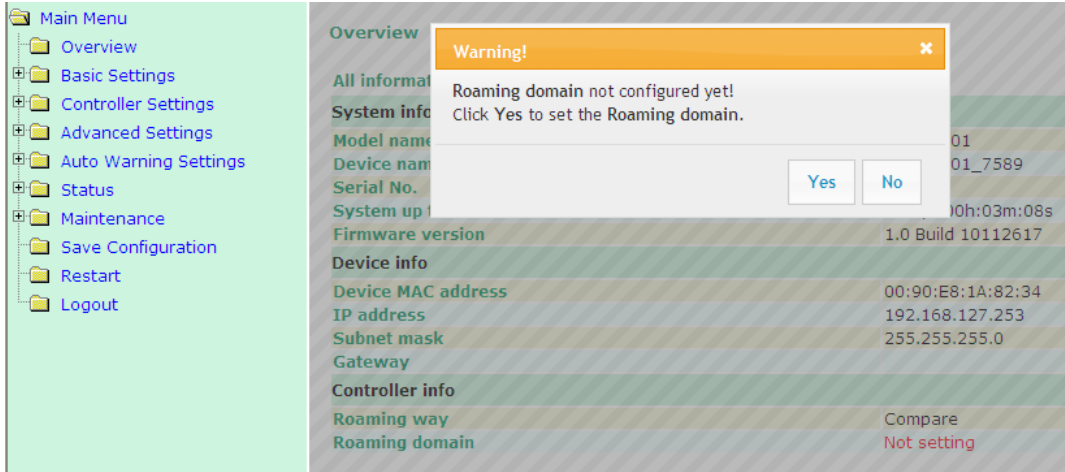 Main Menu
Overview
Basic Settings
Controller Settings
Advanced Settings
Auto Warning Settings
Status
Maintenance
Save Configuration
Restart
Logout
Overview
Warning!
Roaming domain not configured yet!
Click Yes to set the Roaming domain.
Yes No
All informat
System info
Model name 01
Device nam 01_7589
Serial No.
System up 00h:03m:08s
Firmware version 1.0 Build 10112617
Device info
Device MAC address 00:90:E8:1A:82:34
IP address 192.168.127.253
Subnet mask 255.255.255.0
Gateway
Controller info
Roaming way Compare
Roaming domain Not setting